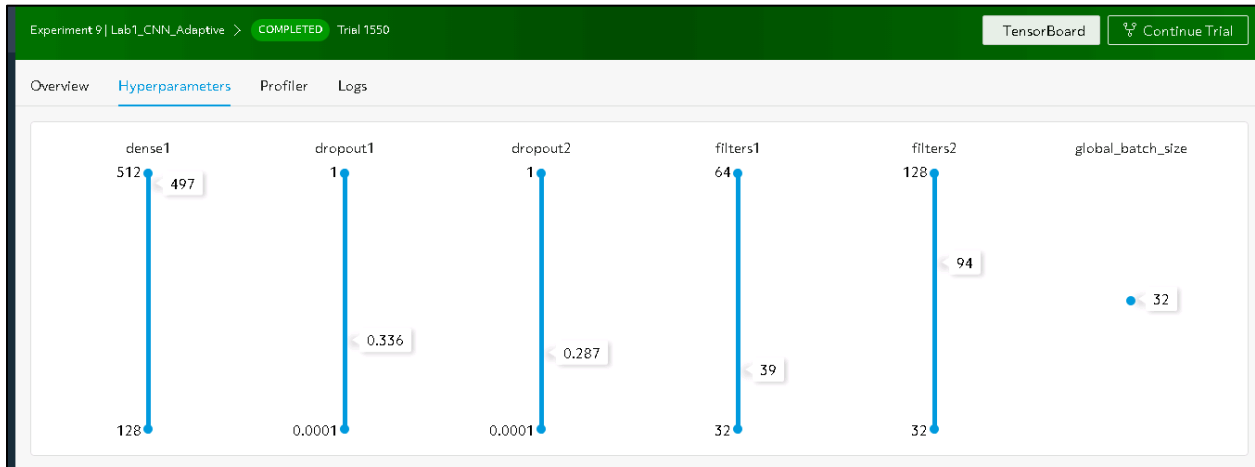 Experiment 9 | Lab1_CNN_Adaptive > COMPLETED Trial 1550 TensorBoard Continue Trial
Overview Hyperparameters Profiler Logs
dense1 dropout1 dropout2 filters1 filters2 global_batch_size
512 1 1 64 128
497
94
32
0.336
0.287
39
128 0.0001 0.0001 32 32